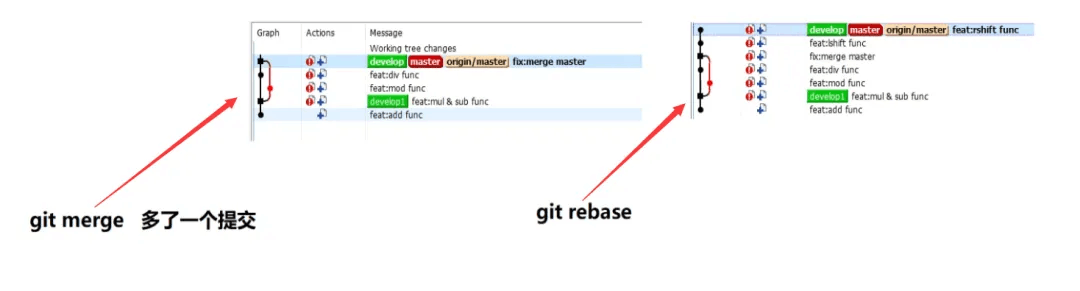 Graph Actions Message
Working tree changes
develop master origin/master fix:merge master
feat:div func
feat:mod func
develop1 feat:mul & sub func
feat:add func
develop master origin/master feat:rshift func
feat:lshift func
fix:merge master
feat:div func
feat:mod func
develop1 feat:mul & sub func
feat:add func
git merge 多了一个提交
git rebase